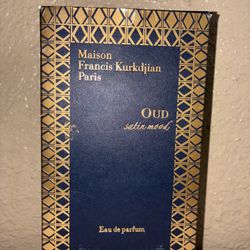 Maison
Francis Kurkdjian
Paris
OUD
satin mood
Eau de parfum